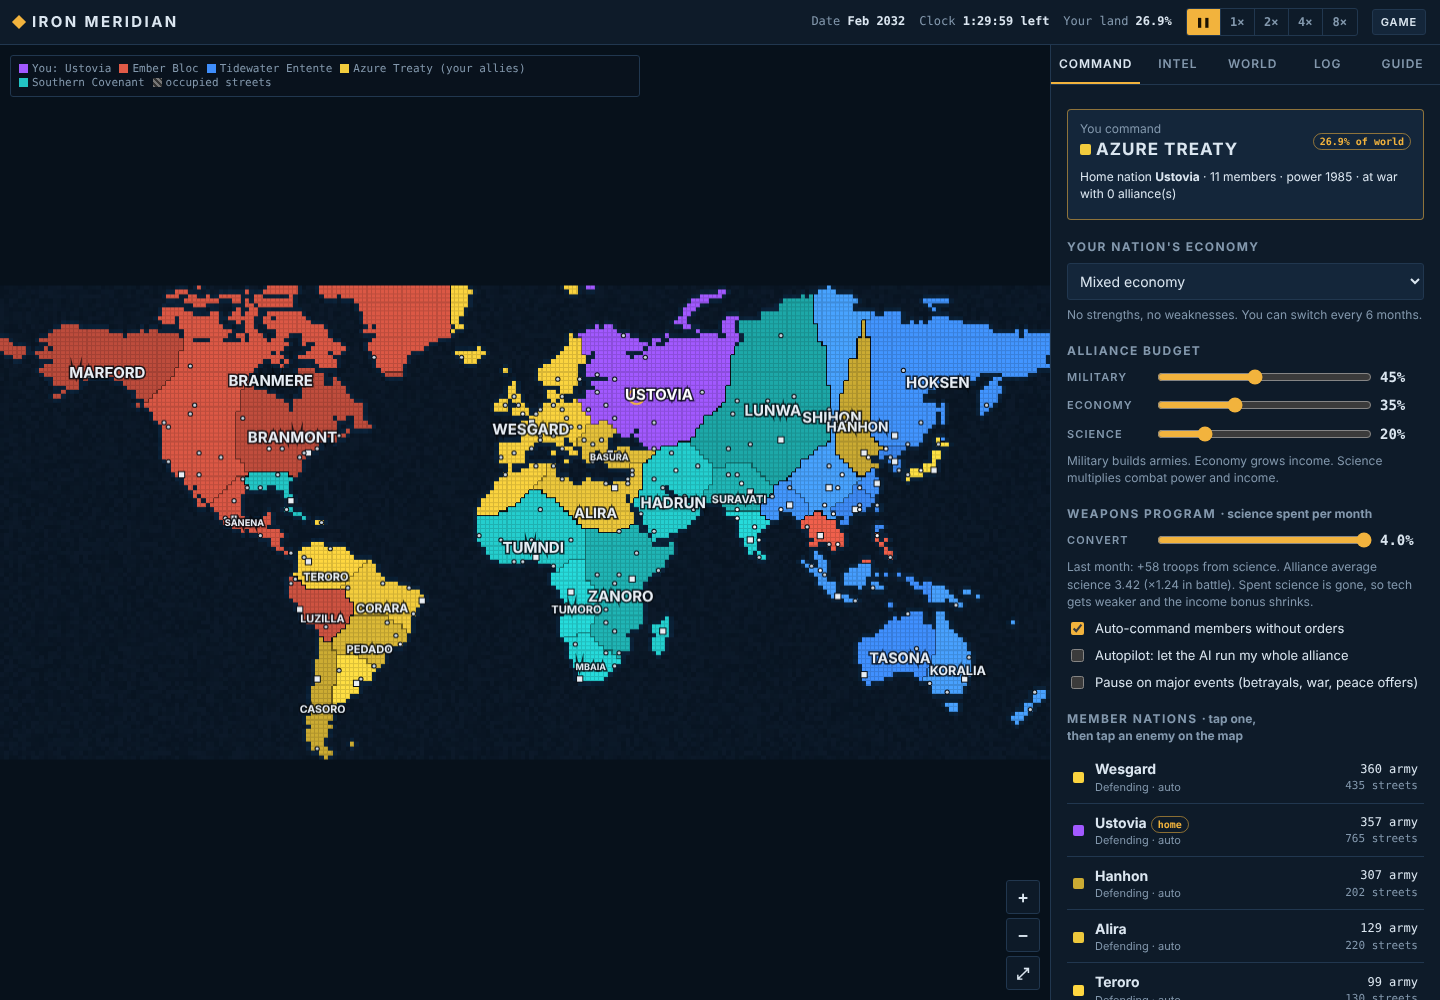 IRON MERIDIAN
Date Feb 2032 Clock 1:29:59 left Your land 26.9%
1× 2× 4× 8×
GAME
You: Ustovia Ember Bloc Tidewater Entente Azure Treaty (your allies)
Southern Covenant occupied streets
COMMAND INTEL WORLD LOG GUIDE
You command
AZURE TREATY
26.9% of world
Home nation Ustovia · 11 members · power 1985 · at war
with 0 alliance(s)
YOUR NATION'S ECONOMY
Mixed economy
No strengths, no weaknesses. You can switch every 6 months.
ALLIANCE BUDGET
MILITARY 45%
ECONOMY 35%
SCIENCE 20%
Military builds armies. Economy grows income. Science
multiplies combat power and income.
WEAPONS PROGRAM · science spent per month
CONVERT 4.0%
Last month: +58 troops from science. Alliance average
science 3.42 (×1.24 in battle). Spent science is gone, so tech
gets weaker and the income bonus shrinks.
Auto-command members without orders
Autopilot: let the AI run my whole alliance
Pause on major events (betrayals, war, peace offers)
MEMBER NATIONS · tap one,
then tap an enemy on the map
Wesgard 360 army
Defending · auto 435 streets
Ustovia home 357 army
Defending · auto 765 streets
Hanhon 307 army
Defending · auto 202 streets
Alira 129 army
Defending · auto 220 streets
Teroro 99 army
Defending · auto 130 streets
MARFORD
BRANMERE
BRANMONT
SANENA
TERORO
CORARA
LUZILLA
PEDADO
CASORO
USTOVIA
WESGARD
BASURA
LUNWA
SHIHON
HANHON
HOKSEN
HADRUN
SURAVATI
ALIRA
TUMNDI
ZANORO
TUMORO
MBAIA
TASONA
KORALIA
+
−